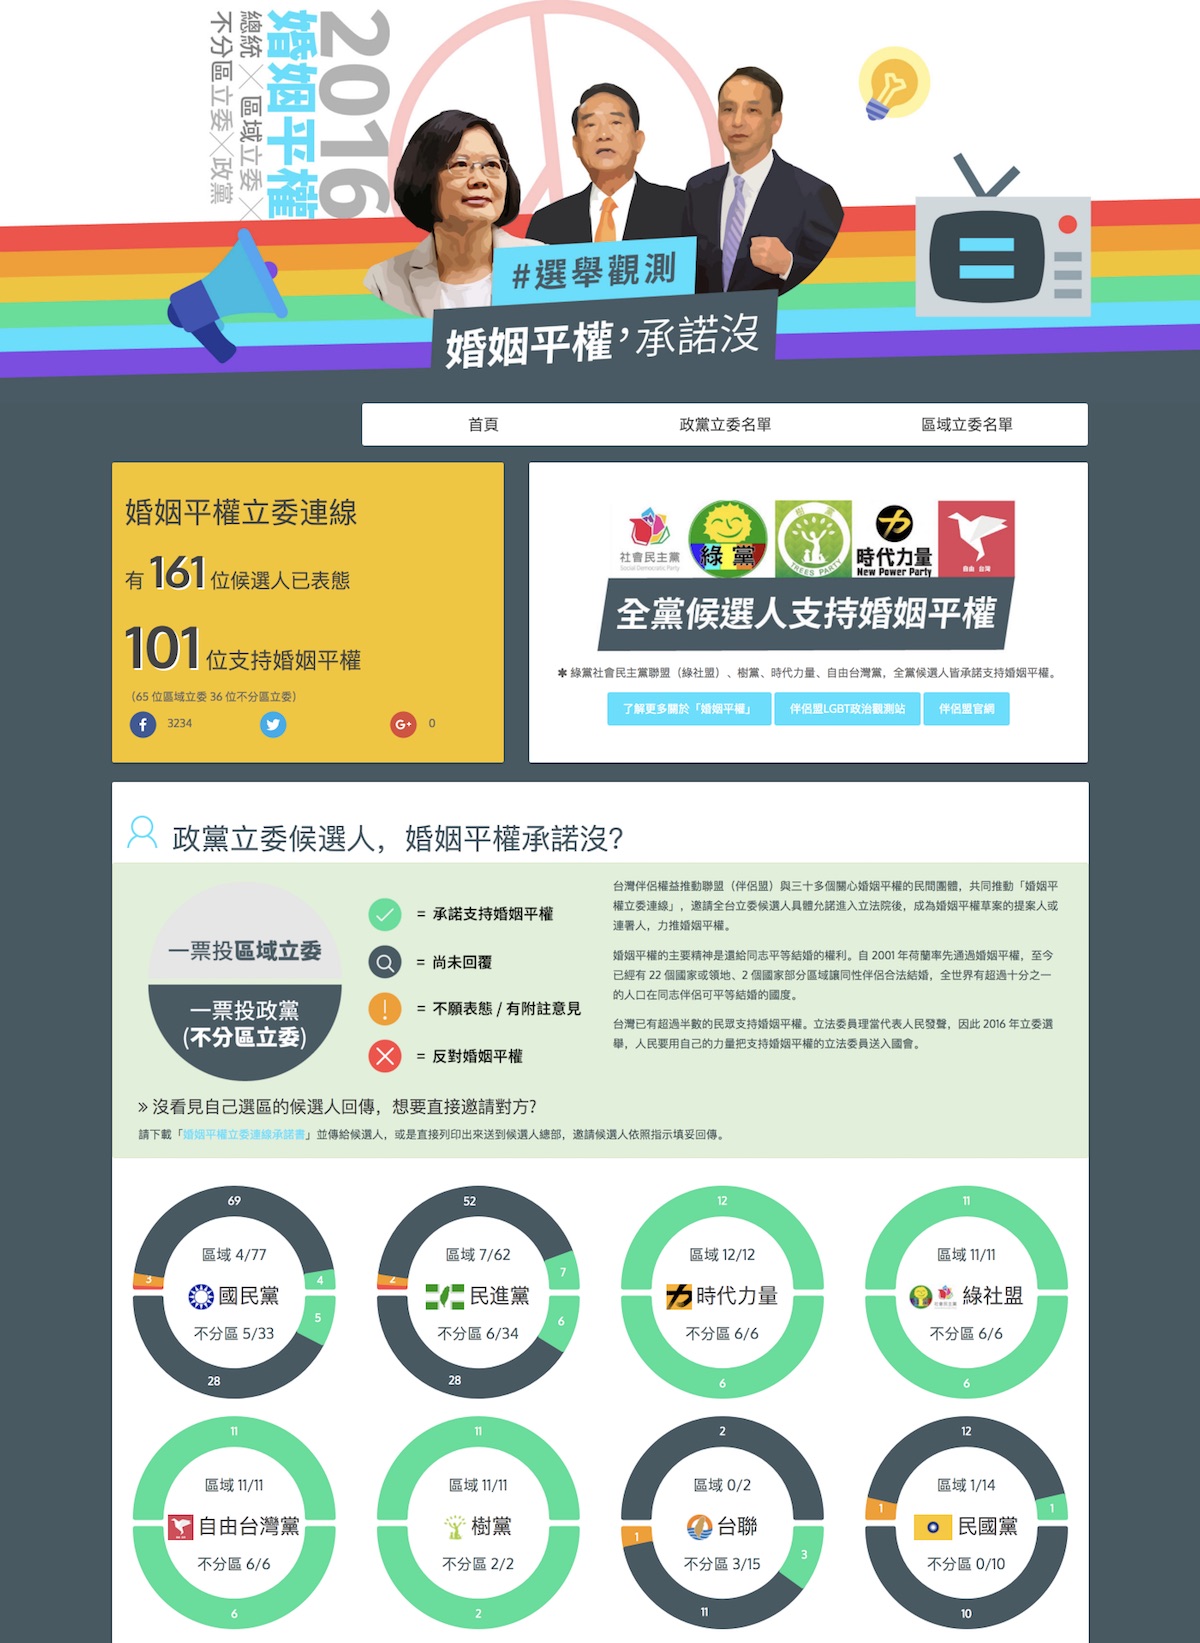 2016
婚姻平權
總統×區域立委×
不分區立委×政黨
#選舉觀測
婚姻平權，承諾沒
首頁
政黨立委名單
區域立委名單
婚姻平權立委連線
有 161 位候選人已表態
101 位支持婚姻平權
（65 位區域立委 36 位不分區立委）
3234
G+ 0
社會民主黨
Social Democratic Party
綠黨
樹黨
TREES PARTY
時代力量
New Power Party
自由 台灣
全黨候選人支持婚姻平權
✽ 綠黨社會民主黨聯盟（綠社盟）、樹黨、時代力量、自由台灣黨，全黨候選人皆承諾支持婚姻平權。
了解更多關於「婚姻平權」
伴侶盟LGBT政治觀測站
伴侶盟官網
政黨立委候選人，婚姻平權承諾沒?
一票投區域立委
一票投政黨
(不分區立委)
= 承諾支持婚姻平權
= 尚未回覆
= 不願表態 / 有附註意見
= 反對婚姻平權
台灣伴侶權益推動聯盟（伴侶盟）與三十多個關心婚姻平權的民間團體，共同推動「婚姻平
權立委連線」，邀請全台立委候選人具體允諾進入立法院後，成為婚姻平權草案的提案人或
連署人，力推婚姻平權。
婚姻平權的主要精神是還給同志平等結婚的權利。自 2001 年荷蘭率先通過婚姻平權，至今
已經有 22 個國家或領地、2 個國家部分區域讓同性伴侶合法結婚，全世界有超過十分之一
的人口在同志伴侶可平等結婚的國度。
台灣已有超過半數的民眾支持婚姻平權。立法委員理當代表人民發聲，因此 2016 年立委選
舉，人民要用自己的力量把支持婚姻平權的立法委員送入國會。
» 沒看見自己選區的候選人回傳，想要直接邀請對方?
請下載「婚姻平權立委連線承諾書」並傳給候選人，或是直接列印出來送到候選人總部，邀請候選人依照指示填妥回傳。
69
區域 4/77
3
4
國民黨
5
不分區 5/33
28
52
區域 7/62
2
7
民進黨
6
不分區 6/34
28
12
區域 12/12
時代力量
不分區 6/6
6
11
區域 11/11
綠社盟
不分區 6/6
6
11
區域 11/11
自由台灣黨
不分區 6/6
6
11
區域 11/11
樹黨
不分區 2/2
2
2
區域 0/2
台聯
1
3
不分區 3/15
11
12
區域 1/14
1
1
民國黨
不分區 0/10
10